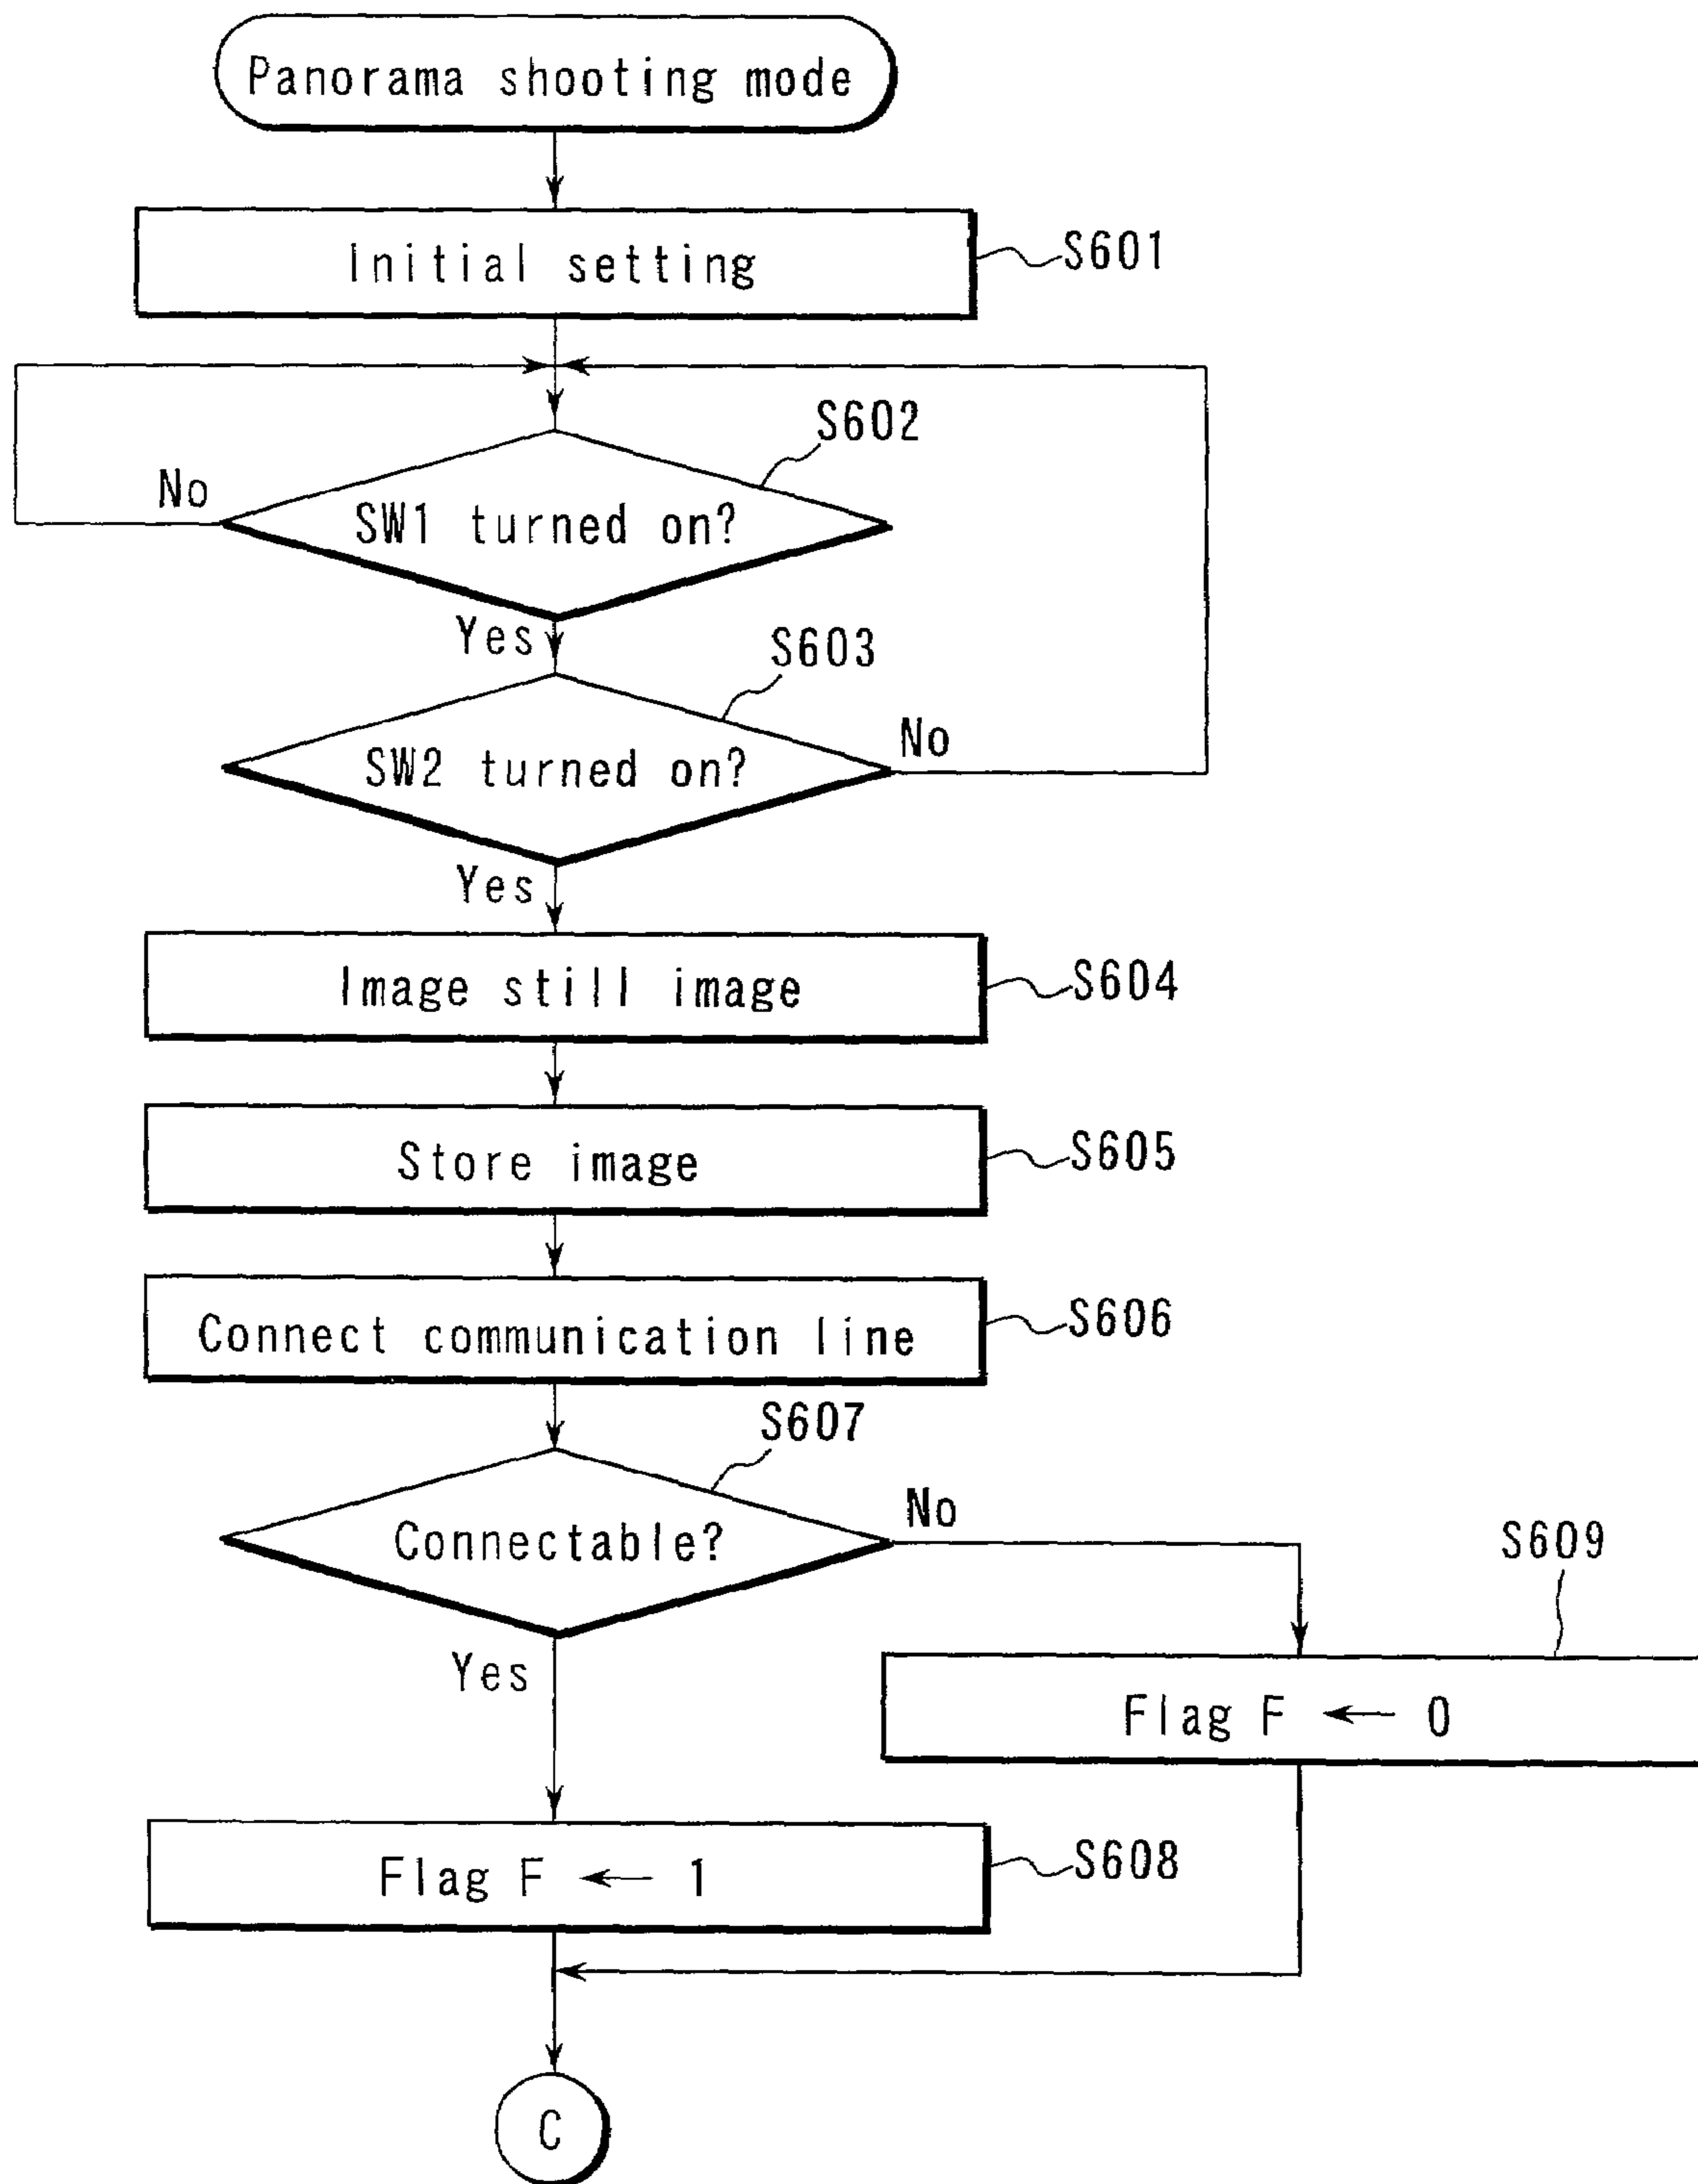 Panorama shooting mode
Initial setting
S601
S602
No
SW1 turned on?
Yes
S603
No
SW2 turned on?
Yes
Image still image
S604
Store image
S605
Connect communication line
S606
S607
No
Connectable?
S609
Yes
Flag F ← 0
Flag F ← 1
S608
C